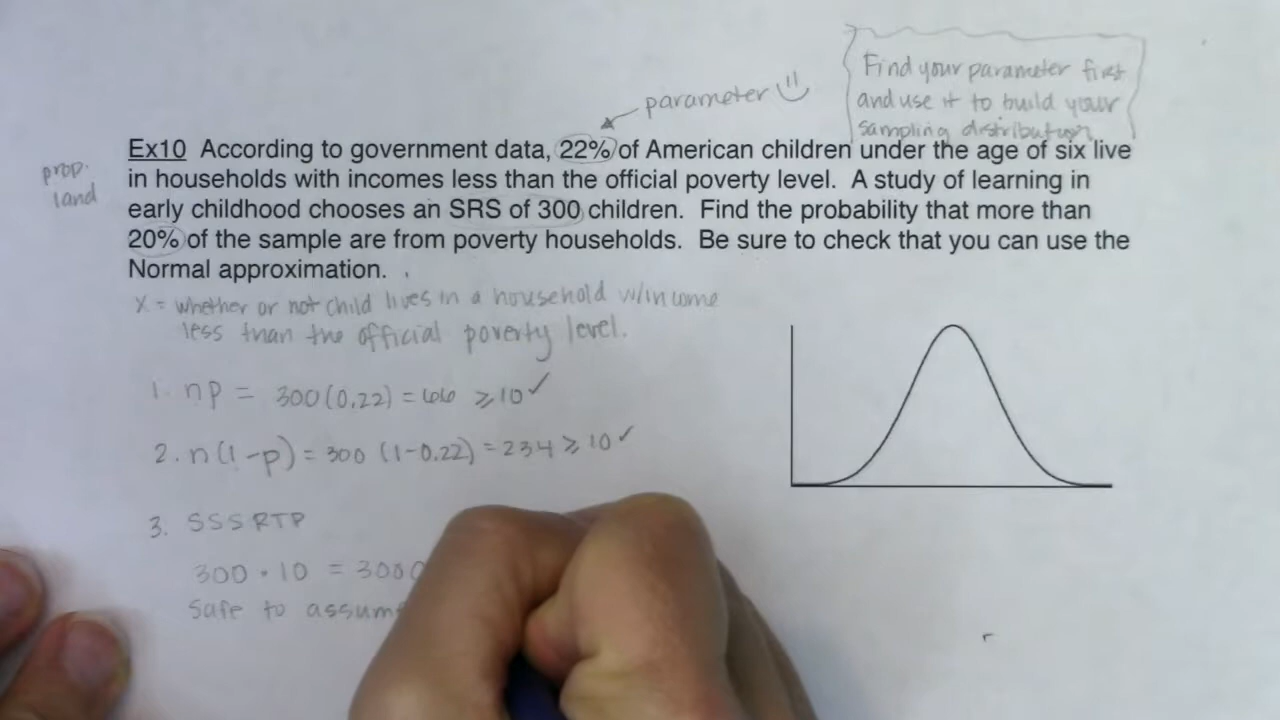 Find your parameter first
and use it to build your
sampling distribution
parameter
prop.
land
Ex10 According to government data, 22% of American children under the age of six live
in households with incomes less than the official poverty level. A study of learning in
early childhood chooses an SRS of 300 children. Find the probability that more than
20% of the sample are from poverty households. Be sure to check that you can use the
Normal approximation.
X = whether or not child lives in a household w/income
less than the official poverty level.
1. np = 300(0.22) = 66 ≥ 10 ✓
2. n(1-p) = 300 (1-0.22) = 234 ≥ 10 ✓
3. SSSRTP
300 · 10 = 3000
Safe to